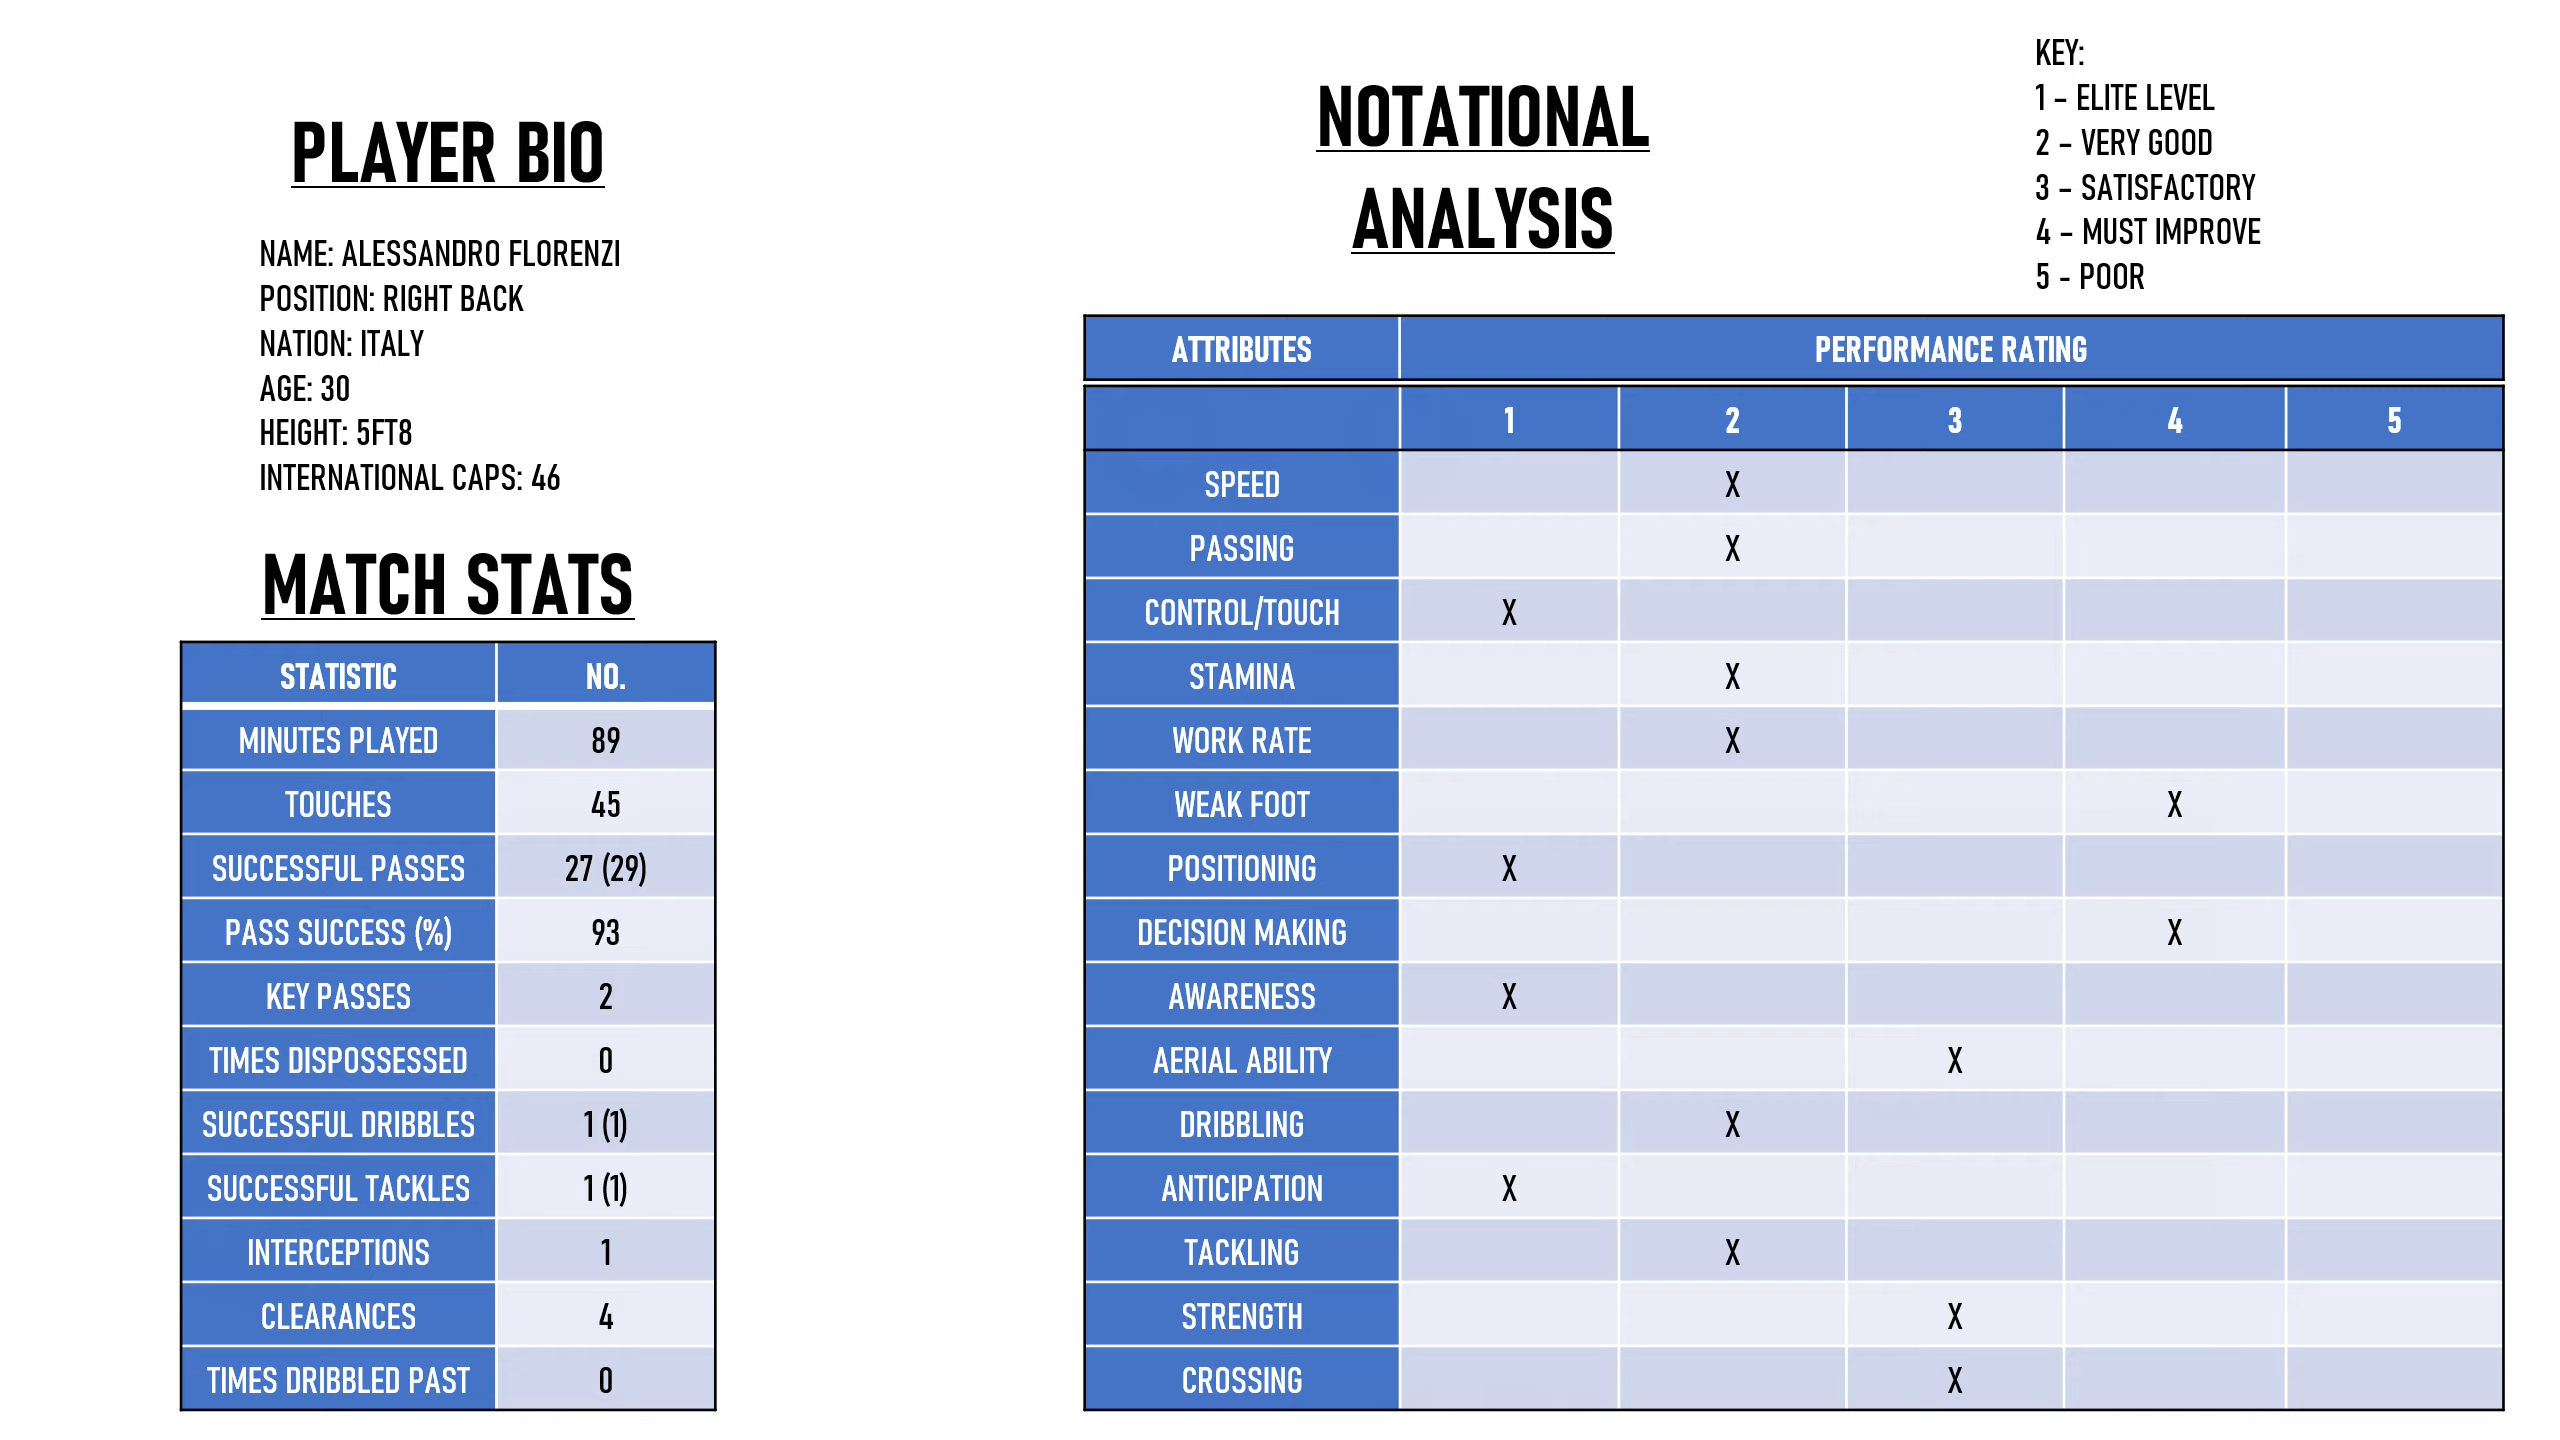 PLAYER BIO
NAME: ALESSANDRO FLORENZI
POSITION: RIGHT BACK
NATION: ITALY
AGE: 30
HEIGHT: 5FT8
INTERNATIONAL CAPS: 46
MATCH STATS
STATISTIC NO.
MINUTES PLAYED 89
TOUCHES 45
SUCCESSFUL PASSES 27 (29)
PASS SUCCESS (%) 93
KEY PASSES 2
TIMES DISPOSSESSED 0
SUCCESSFUL DRIBBLES 1 (1)
SUCCESSFUL TACKLES 1 (1)
INTERCEPTIONS 1
CLEARANCES 4
TIMES DRIBBLED PAST 0
NOTATIONAL
ANALYSIS
KEY:
1 – ELITE LEVEL
2 – VERY GOOD
3 – SATISFACTORY
4 – MUST IMPROVE
5 - POOR
ATTRIBUTES PERFORMANCE RATING
1 2 3 4 5
SPEED X
PASSING X
CONTROL/TOUCH X
STAMINA X
WORK RATE X
WEAK FOOT X
POSITIONING X
DECISION MAKING X
AWARENESS X
AERIAL ABILITY X
DRIBBLING X
ANTICIPATION X
TACKLING X
STRENGTH X
CROSSING X